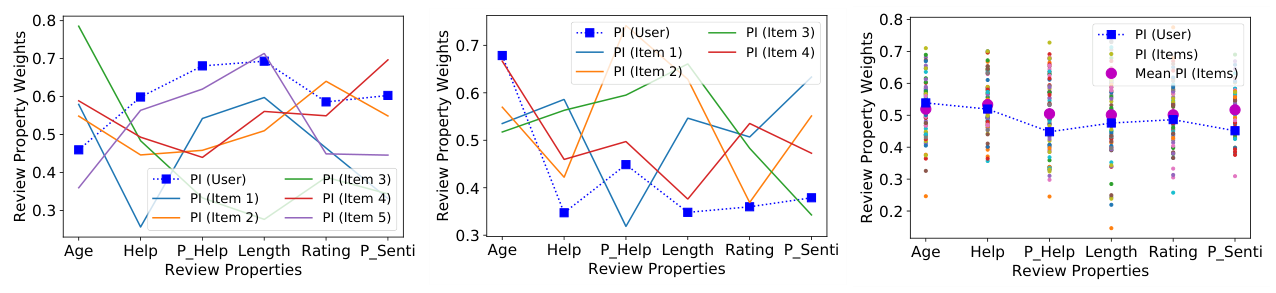 0.8
0.7
0.6
0.5
0.4
0.3
Review Property Weights
PI (User)
PI (Item 1)
PI (Item 2)
PI (Item 3)
PI (Item 4)
PI (Item 5)
Age Help P_Help Length Rating P_Senti
Review Properties
0.7
0.6
0.5
0.4
0.3
Review Property Weights
PI (User)
PI (Item 1)
PI (Item 2)
PI (Item 3)
PI (Item 4)
Age Help P_Help Length Rating P_Senti
Review Properties
0.8
0.7
0.6
0.5
0.4
0.3
0.2
Review Property Weights
PI (User)
PI (Items)
Mean PI (Items)
Age Help P_Help Length Rating P_Senti
Review Properties